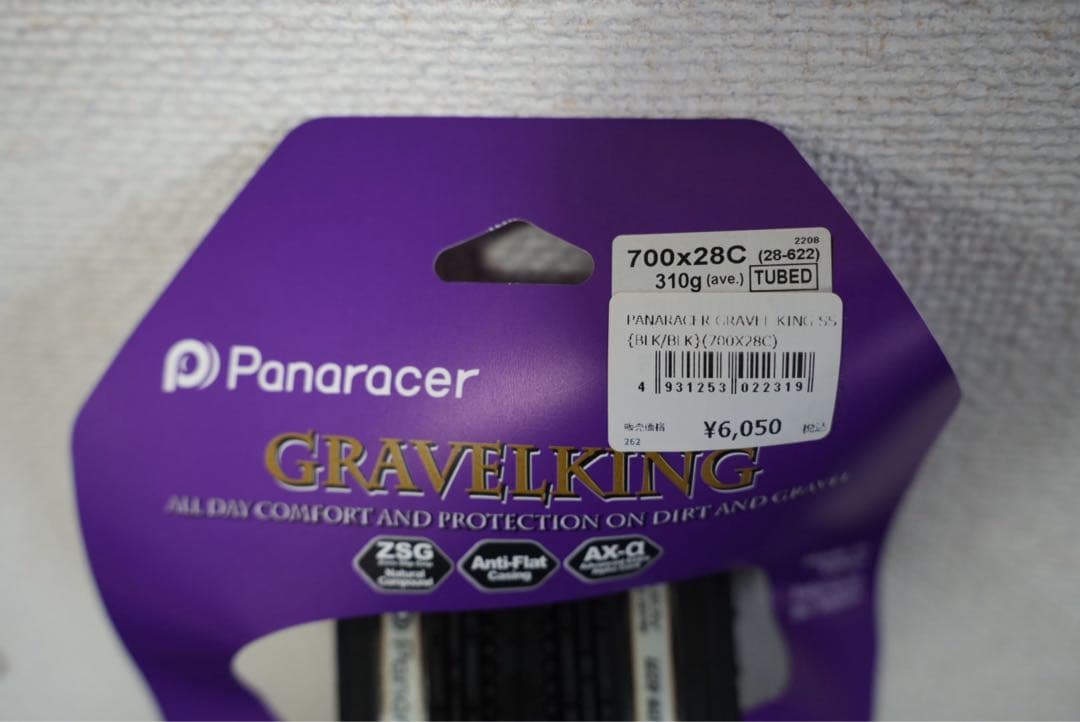 2208
700x28C (28-622)
310g (ave.) TUBED
PANARACER GRAVEL KING SS
{BLK/BLK}(700X28C)
4 931253 022319
販売価格 ¥6,050 税込
262
Panaracer
GRAVELKING
ALL DAY COMFORT AND PROTECTION ON DIRT AND GRAVEL
ZSG
Natural
Compound
Anti-Flat
Casing
AX-α